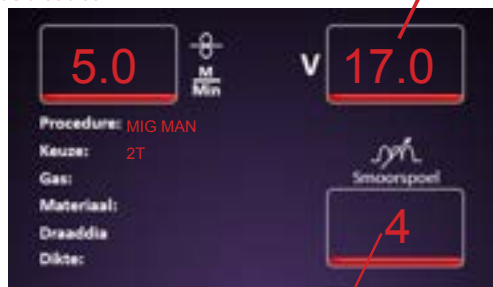 5.0 M/Min V 17.0
Procedure: MIG MAN
Keuze: 2T
Gas:
Materiaal:
Draaddia
Dikte:
Smoorspoel
4